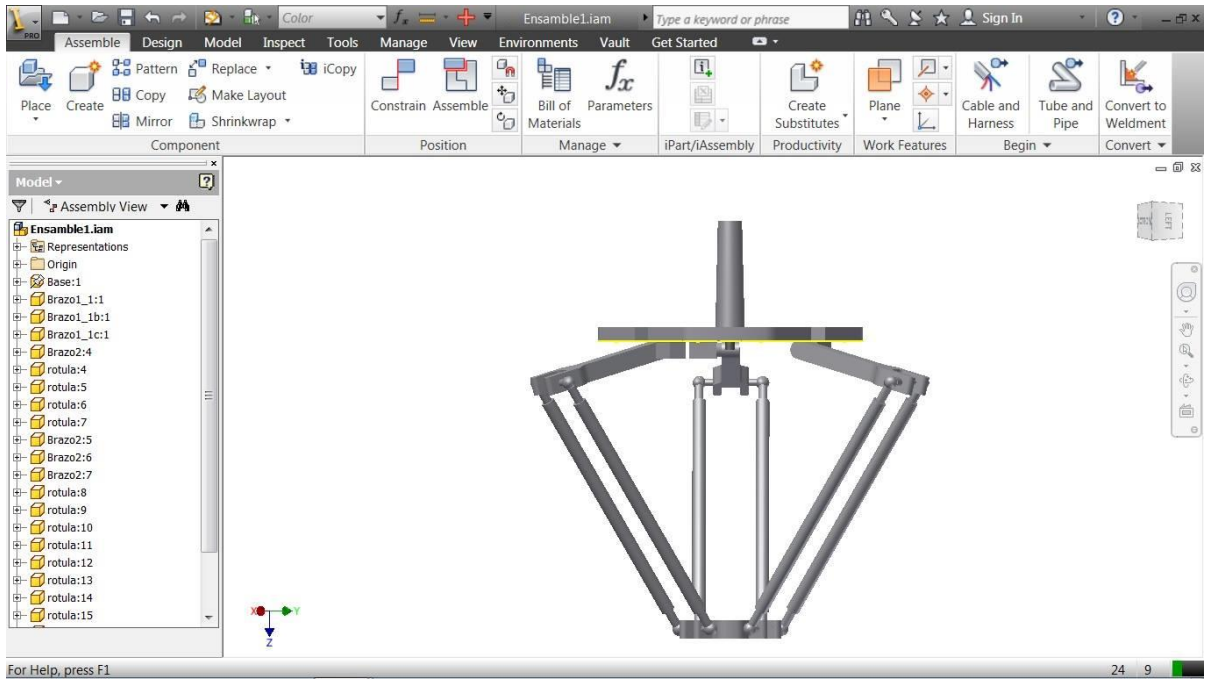 PRO
Color
Ensamble1.iam
Type a keyword or phrase
Sign In
Assemble Design Model Inspect Tools Manage View Environments Vault Get Started
Place
Create
Pattern
Copy
Mirror
Replace
Make Layout
Shrinkwrap
iCopy
Constrain
Assemble
Bill of
Materials
fx
Parameters
Create
Substitutes
Plane
Cable and
Harness
Tube and
Pipe
Convert to
Weldment
Component
Position
Manage
iPart/iAssembly
Productivity
Work Features
Begin
Convert
Model
Assembly View
Ensamble1.iam
Representations
Origin
Base:1
Brazo1_1:1
Brazo1_1b:1
Brazo1_1c:1
Brazo2:4
rotula:4
rotula:5
rotula:6
rotula:7
Brazo2:5
Brazo2:6
Brazo2:7
rotula:8
rotula:9
rotula:10
rotula:11
rotula:12
rotula:13
rotula:14
rotula:15
LEFT
X
Y
Z
For Help, press F1
24 9